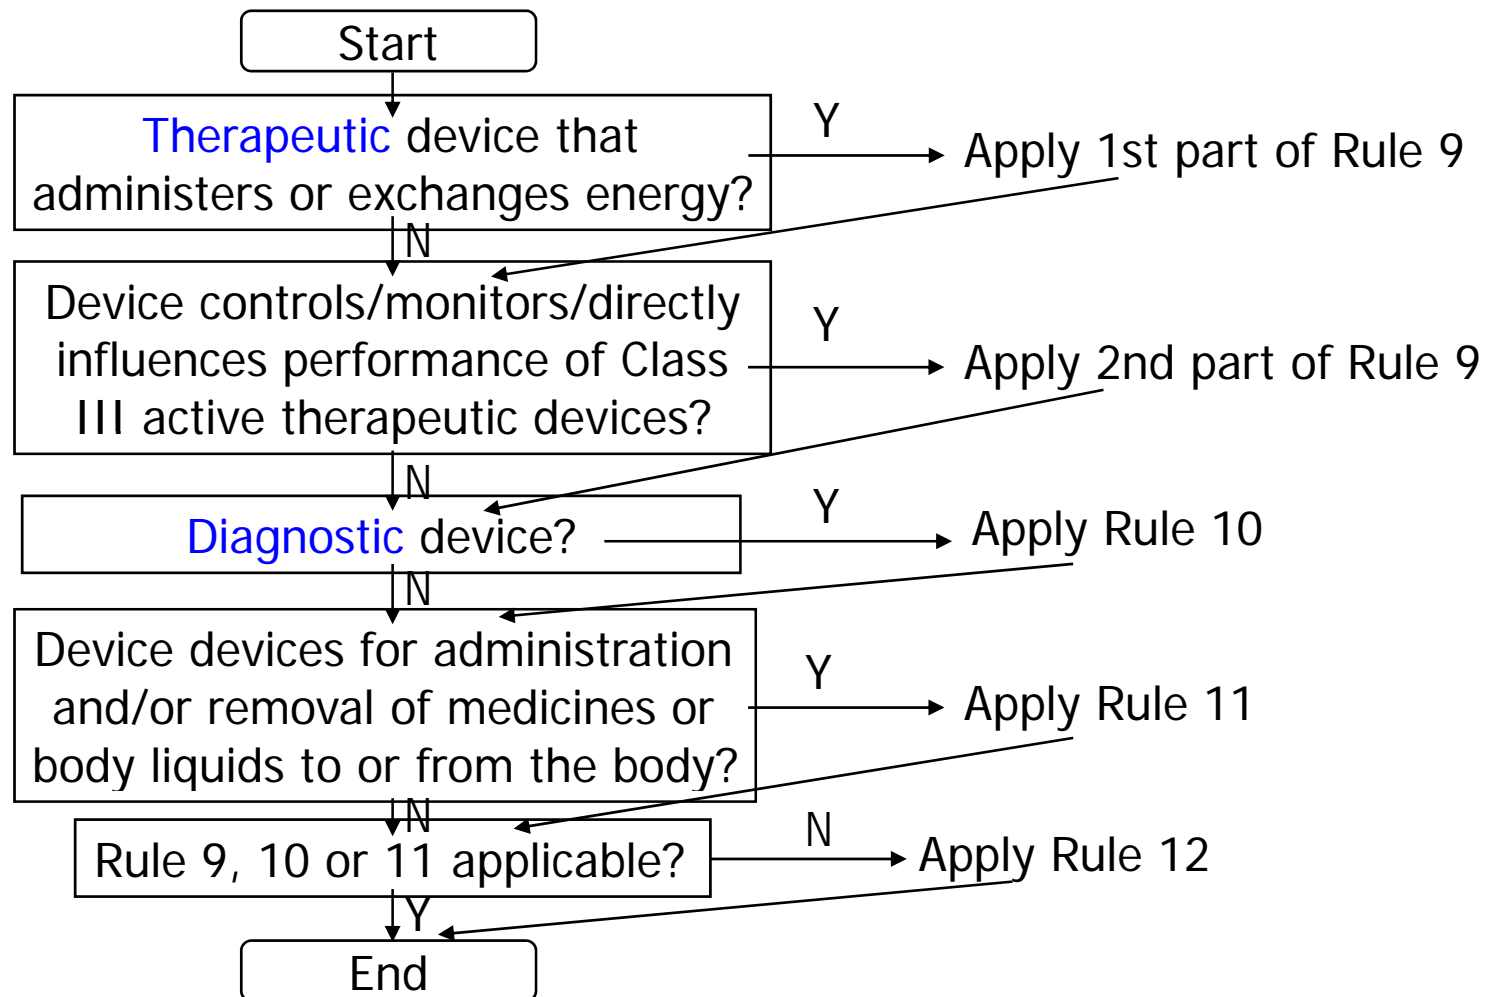 Start
Therapeutic device that
administers or exchanges energy?
Y
Apply 1st part of Rule 9
N
Device controls/monitors/directly
influences performance of Class
III active therapeutic devices?
Y
Apply 2nd part of Rule 9
N
Diagnostic device?
Y
Apply Rule 10
N
Device devices for administration
and/or removal of medicines or
body liquids to or from the body?
Y
Apply Rule 11
N
Rule 9, 10 or 11 applicable?
N
Apply Rule 12
Y
End